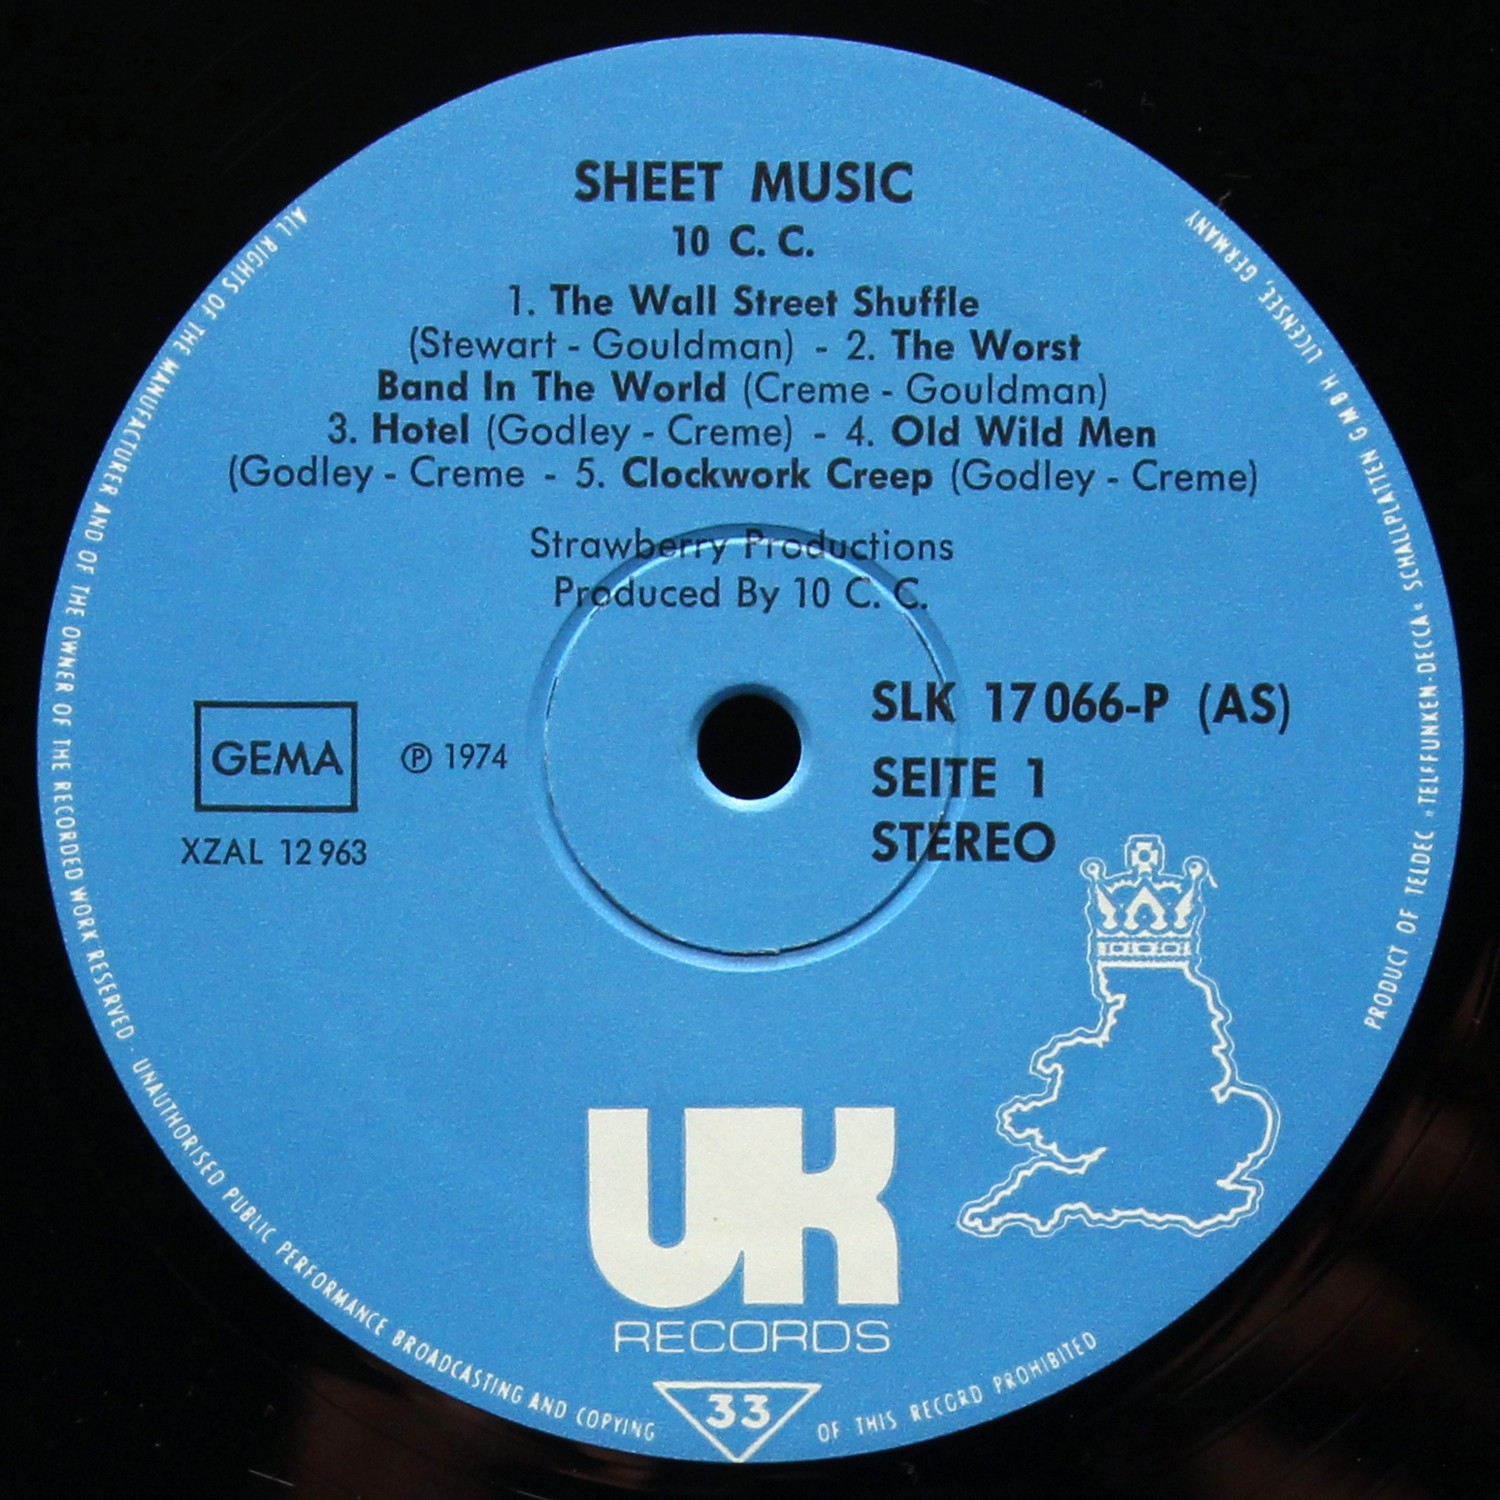 SHEET MUSIC
10 C. C.
1. The Wall Street Shuffle
(Stewart - Gouldman) - 2. The Worst
Band In The World (Creme - Gouldman)
3. Hotel (Godley - Creme) - 4. Old Wild Men
(Godley - Creme - 5. Clockwork Creep (Godley - Creme)
Strawberry Productions
Produced By 10 C. C.
GEMA
℗ 1974
XZAL 12 963
SLK 17 066-P (AS)
SEITE 1
STEREO
UK
RECORDS
33
ALL RIGHTS OF THE MANUFACTURER AND OF THE OWNER OF THE RECORDED WORK RESERVED · UNAUTHORISED PUBLIC PERFORMANCE BROADCASTING AND COPYING OF THIS RECORD PROHIBITED
PRODUCT OF TELDEC »TELEFUNKEN-DECCA« SCHALLPLATTEN G.M.B.H. LICENSEE, GERMANY